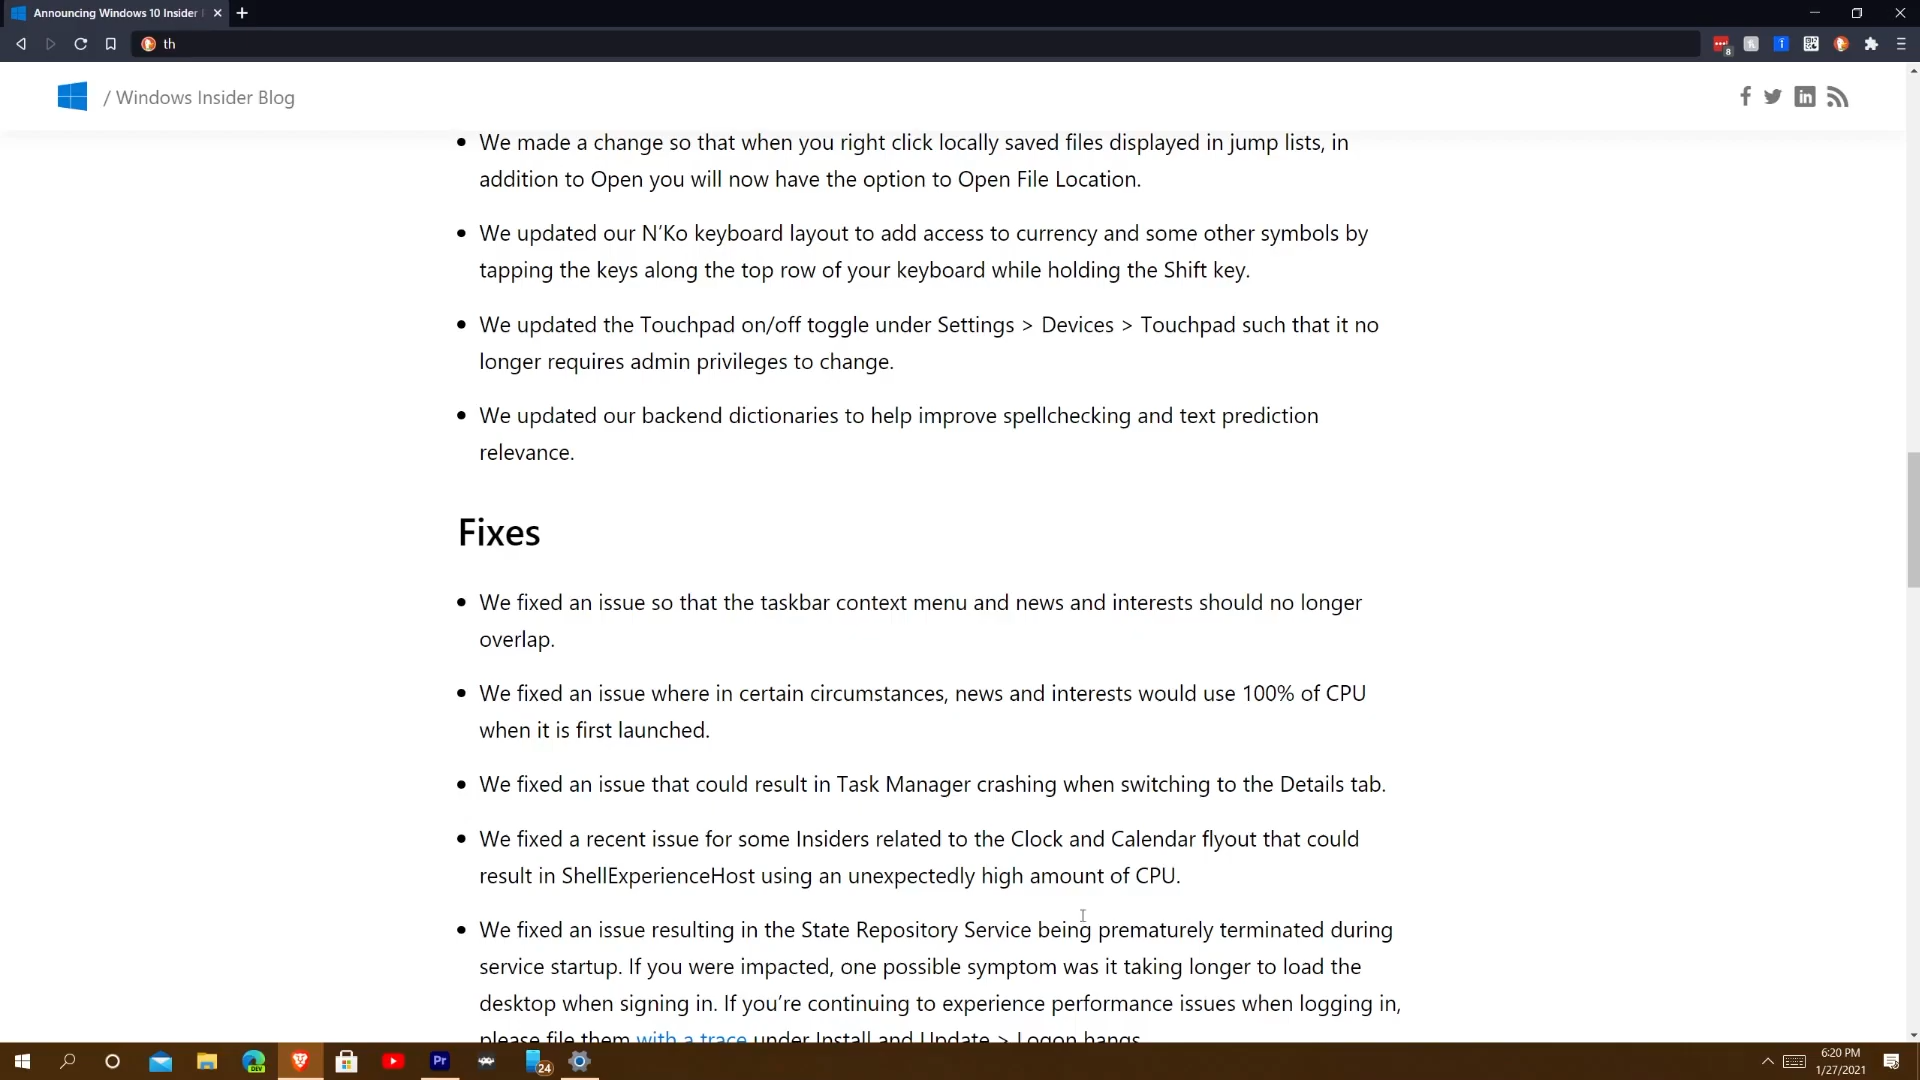 Announcing Windows 10 Insider
th
8
/ Windows Insider Blog
• We made a change so that when you right click locally saved files displayed in jump lists, in
addition to Open you will now have the option to Open File Location.
• We updated our N’Ko keyboard layout to add access to currency and some other symbols by
tapping the keys along the top row of your keyboard while holding the Shift key.
• We updated the Touchpad on/off toggle under Settings > Devices > Touchpad such that it no
longer requires admin privileges to change.
• We updated our backend dictionaries to help improve spellchecking and text prediction
relevance.
Fixes
• We fixed an issue so that the taskbar context menu and news and interests should no longer
overlap.
• We fixed an issue where in certain circumstances, news and interests would use 100% of CPU
when it is first launched.
• We fixed an issue that could result in Task Manager crashing when switching to the Details tab.
• We fixed a recent issue for some Insiders related to the Clock and Calendar flyout that could
result in ShellExperienceHost using an unexpectedly high amount of CPU.
• We fixed an issue resulting in the State Repository Service being prematurely terminated during
service startup. If you were impacted, one possible symptom was it taking longer to load the
desktop when signing in. If you’re continuing to experience performance issues when logging in,
please file them with a trace under Install and Update > Logon hangs.
DEV
Pr
24
6:20 PM
1/27/2021